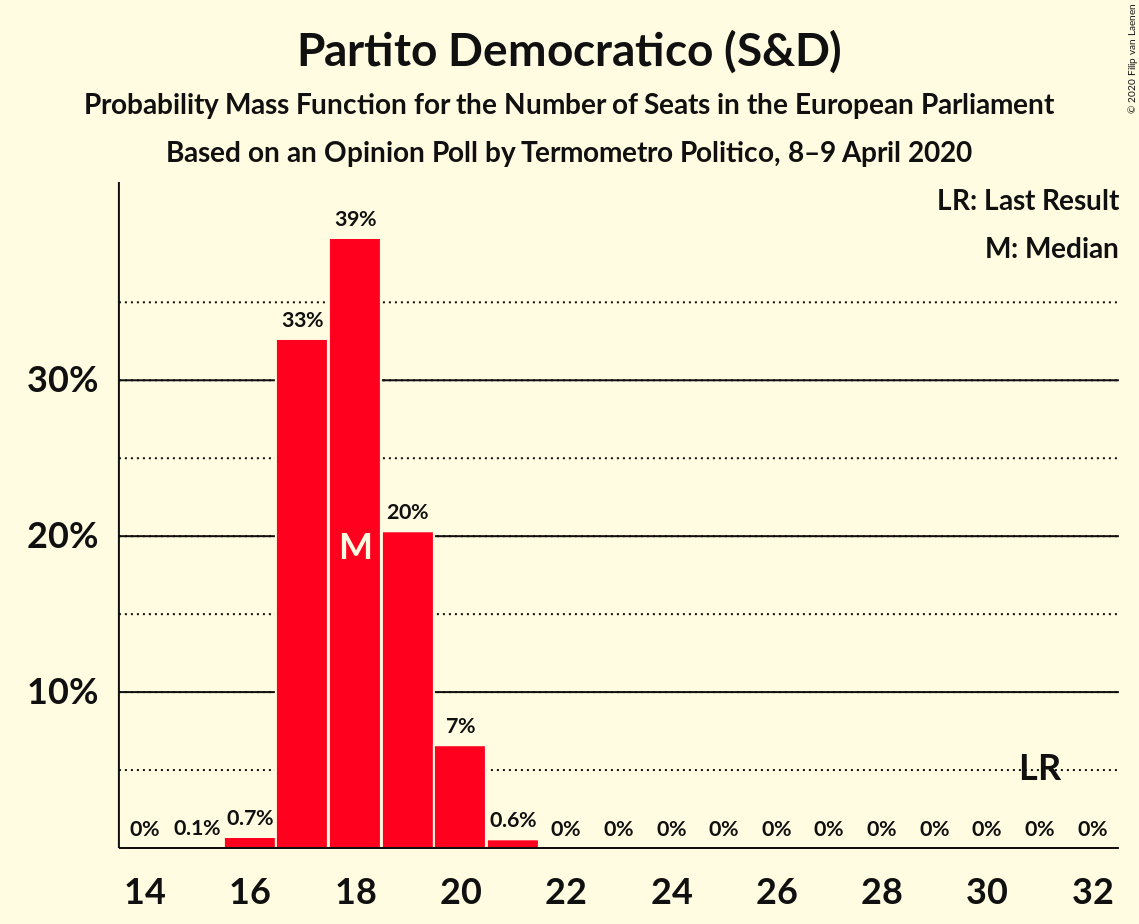 Partito Democratico (S&D)
Probability Mass Function for the Number of Seats in the European Parliament
Based on an Opinion Poll by Termometro Politico, 8–9 April 2020
© 2020 Filip van Laenen
LR: Last Result
M: Median
39%
33%
30%
M
20%
20%
10%
7%
LR
0% 0.1% 0.7% 0.6% 0% 0% 0% 0% 0% 0% 0% 0% 0% 0% 0%
14 16 18 20 22 24 26 28 30 32